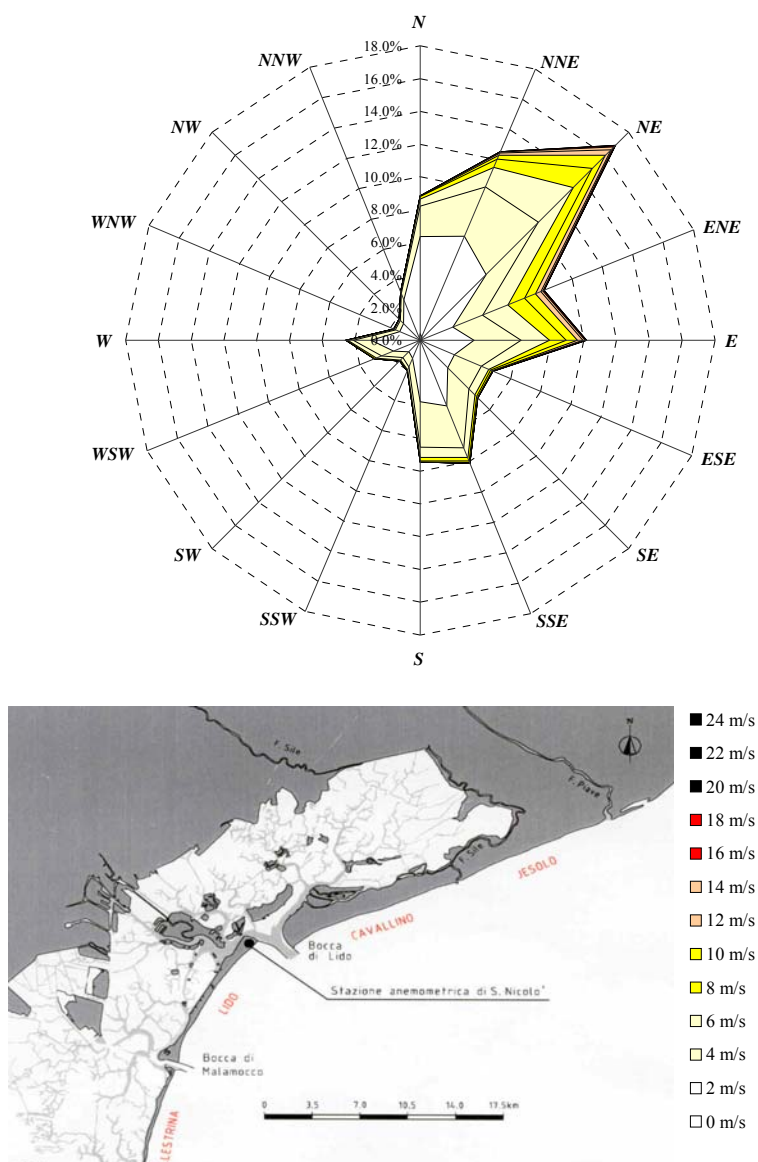 N
18.0%
NNW
NNE
16.0%
14.0%
NW
NE
12.0%
10.0%
8.0%
WNW
ENE
6.0%
4.0%
2.0%
W
0.0%
E
WSW
ESE
SW
SE
SSW
SSE
S
N
F. Sile
F. Piave
F. Sile
JESOLO
CAVALLINO
Bocca
di Lido
Stazione anemometrica di S. Nicolo'
LIDO
Bocca di
Malamocco
0 3.5 7.0 10.5 14.0 17.5km
LESTRINA
24 m/s
22 m/s
20 m/s
18 m/s
16 m/s
14 m/s
12 m/s
10 m/s
8 m/s
6 m/s
4 m/s
2 m/s
0 m/s